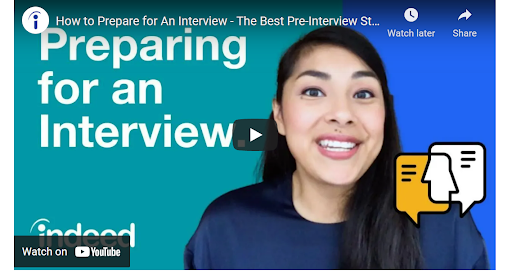 How to Prepare for An Interview - The Best Pre-Interview St...
Watch later
Share
Preparing
for an
Interview.
indeed
Watch on YouTube